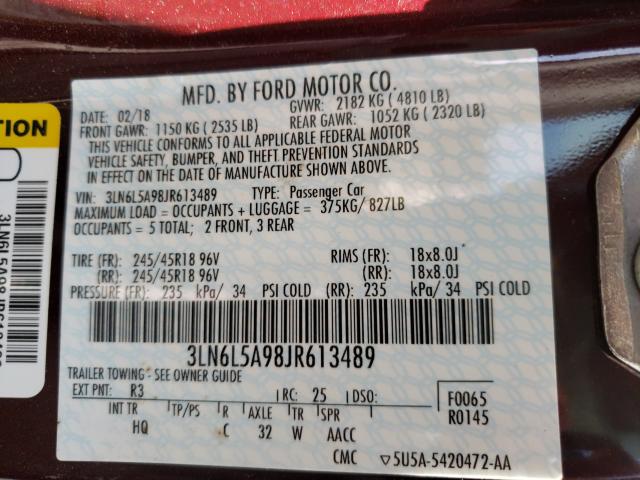 MFD. BY FORD MOTOR CO.
DATE: 02/18 GVWR: 2182 KG ( 4810 LB)
FRONT GAWR: 1150 KG ( 2535 LB) REAR GAWR: 1052 KG ( 2320 LB)
THIS VEHICLE CONFORMS TO ALL APPLICABLE FEDERAL MOTOR
VEHICLE SAFETY, BUMPER, AND THEFT PREVENTION STANDARDS
IN EFFECT ON THE DATE OF MANUFACTURE SHOWN ABOVE.
VIN: 3LN6L5A98JR613489 TYPE: Passenger Car
MAXIMUM LOAD = OCCUPANTS + LUGGAGE = 375KG/ 827LB
OCCUPANTS = 5 TOTAL; 2 FRONT, 3 REAR
TIRE (FR): 245/45R18 96V RIMS (FR): 18x8.0J
(RR): 245/45R18 96V (RR): 18x8.0J
PRESSURE (FR): 235 kPa/ 34 PSI COLD (RR): 235 kPa/ 34 PSI COLD
3LN6L5A98JR613489
TRAILER TOWING - SEE OWNER GUIDE
EXT PNT: R3 RC: 25 DSO: F0065
R0145
INT TR TP/PS R AXLE TR SPR
HQ C 32 W AACC
CMC ▽5U5A-5420472-AA
TION